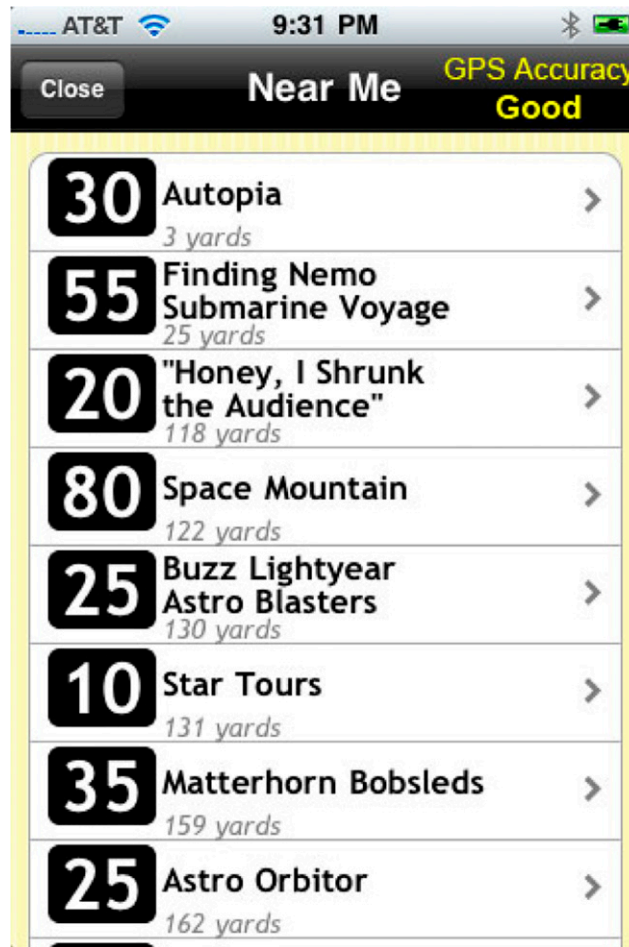 AT&T 9:31 PM
Close Near Me GPS Accuracy
Good
30 Autopia
3 yards
55 Finding Nemo
Submarine Voyage
25 yards
20 "Honey, I Shrunk
the Audience"
118 yards
80 Space Mountain
122 yards
25 Buzz Lightyear
Astro Blasters
130 yards
10 Star Tours
131 yards
35 Matterhorn Bobsleds
159 yards
25 Astro Orbitor
162 yards